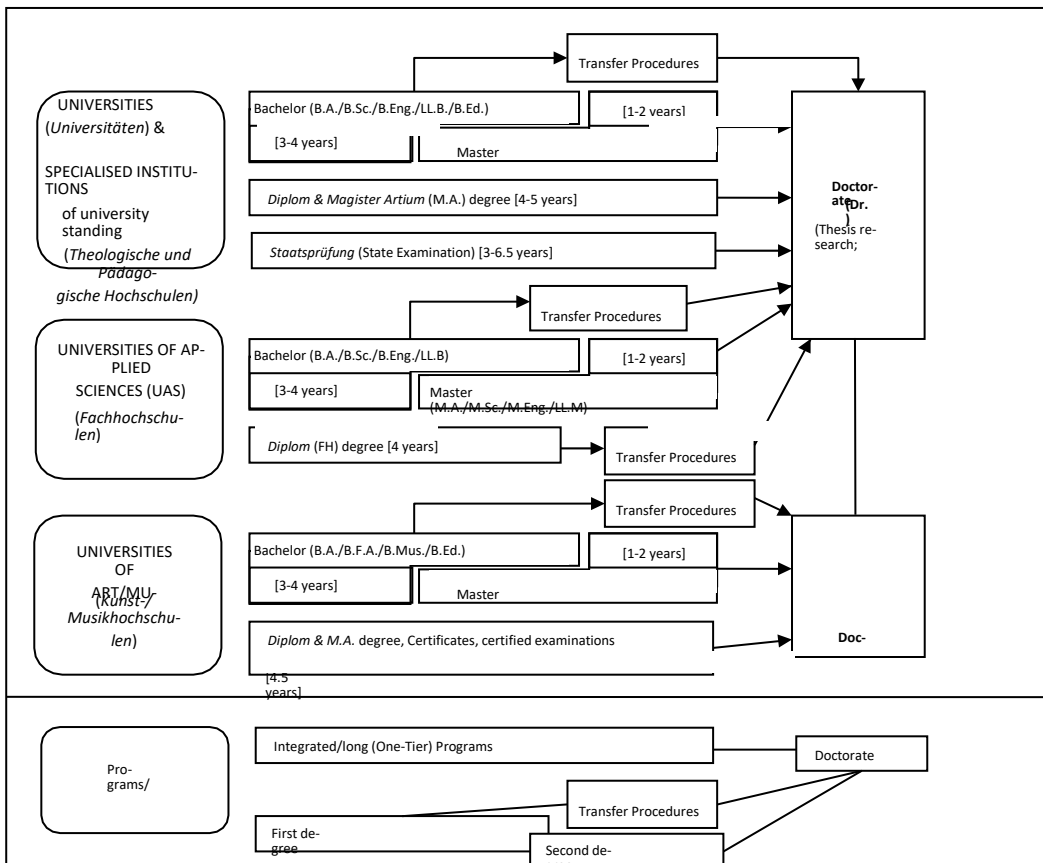 Transfer Procedures
UNIVERSITIES
(Universitäten) &
SPECIALISED INSTITU-
TIONS
of university
standing
(Theologische und
Pädago-
gische Hochschulen)
Bachelor (B.A./B.Sc./B.Eng./LL.B./B.Ed.)
[1-2 years]
[3-4 years]
Master
Diplom & Magister Artium (M.A.) degree [4-5 years]
Staatsprüfung (State Examination) [3-6.5 years]
Doctor-
ate
(Dr.
)
(Thesis re-
search;
Transfer Procedures
UNIVERSITIES OF AP-
PLIED
SCIENCES (UAS)
(Fachhochschu-
len)
Bachelor (B.A./B.Sc./B.Eng./LL.B)
[1-2 years]
[3-4 years]
Master
(M.A./M.Sc./M.Eng./LL.M)
Diplom (FH) degree [4 years]
Transfer Procedures
Transfer Procedures
UNIVERSITIES
OF
ART/MU-
(Kunst-/
Musikhochschu-
len)
Bachelor (B.A./B.F.A./B.Mus./B.Ed.)
[1-2 years]
[3-4 years]
Master
Diplom & M.A. degree, Certificates, certified examinations
[4.5
years]
Doc-
Pro-
grams/
Integrated/long (One-Tier) Programs
Doctorate
Transfer Procedures
First de-
gree
Second de-